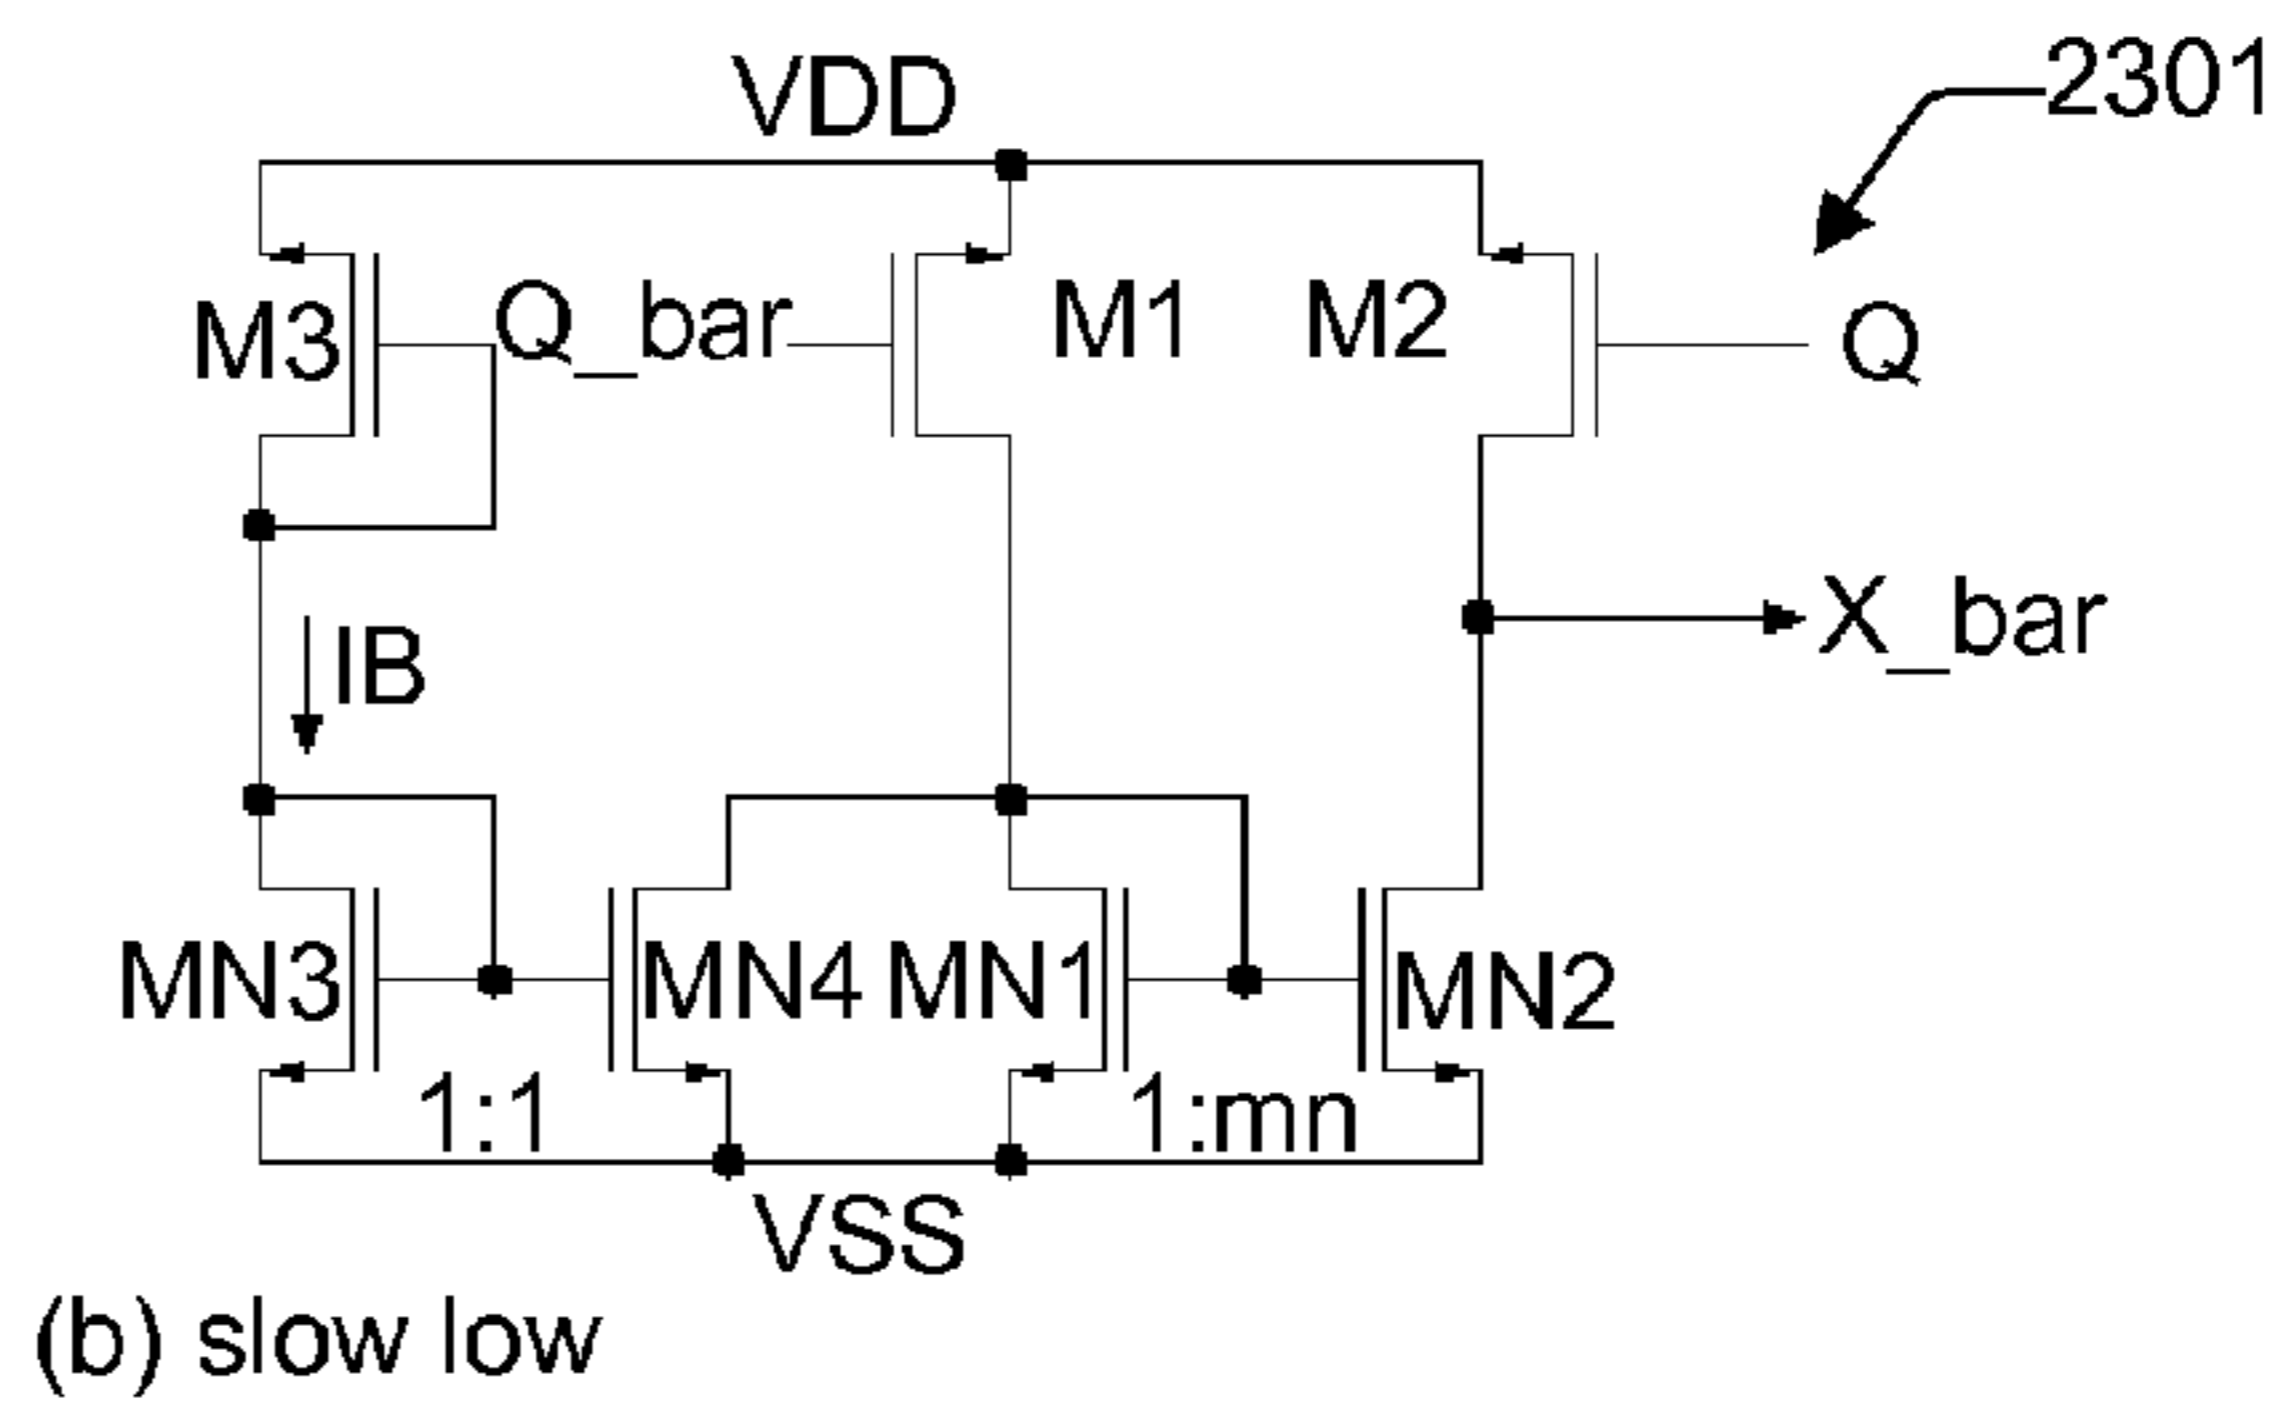 VDD
2301
M3
Q_bar
M1
M2
Q
IB
X_bar
MN3
MN4
MN1
MN2
1:1
1:mn
VSS
(b) slow low